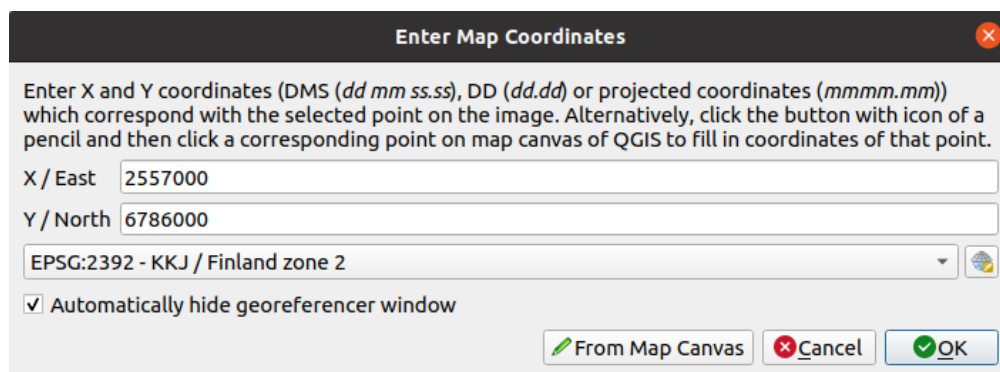 Enter Map Coordinates
Enter X and Y coordinates (DMS (dd mm ss.ss), DD (dd.dd) or projected coordinates (mmmm.mm))
which correspond with the selected point on the image. Alternatively, click the button with icon of a
pencil and then click a corresponding point on map canvas of QGIS to fill in coordinates of that point.
X / East 2557000
Y / North 6786000
EPSG:2392 - KKJ / Finland zone 2
Automatically hide georeferencer window
From Map Canvas Cancel OK